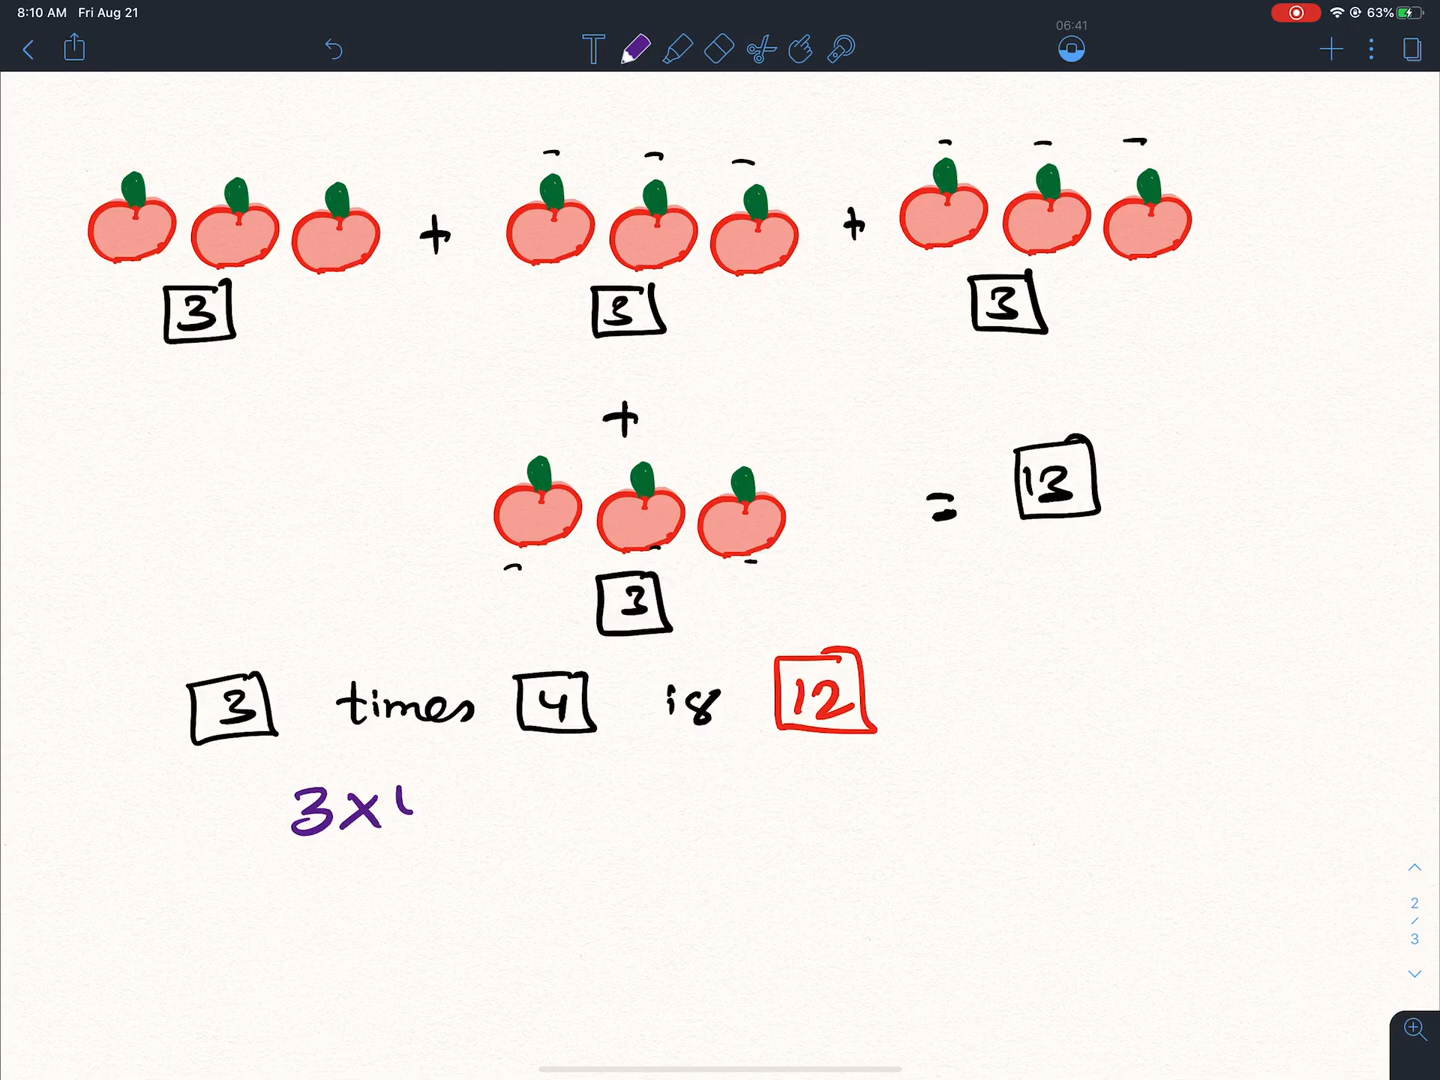 8:10 AM Fri Aug 21
63%
06:41
T
+ +
3 3 3
+
= 13
3
3 times 4 is 12
3×
2
/
3